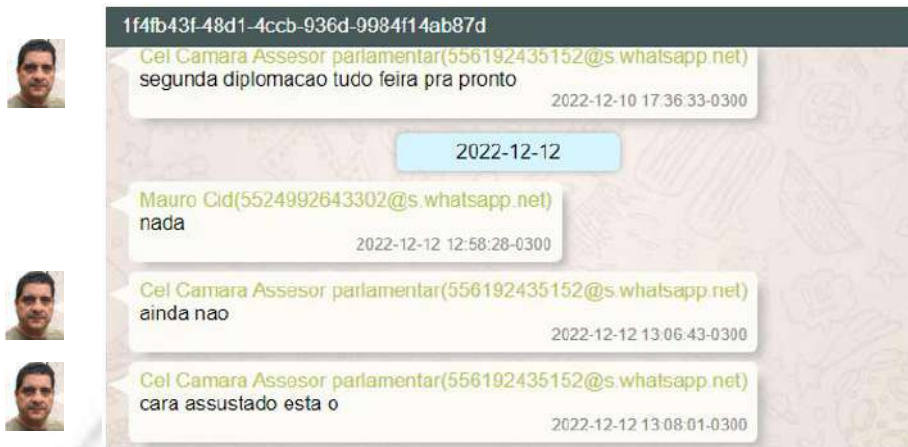 1f4fb43f-48d1-4ccb-936d-9984f14ab87d
Cel Camara Assesor parlamentar(556192435152@s.whatsapp.net)
segunda diplomacao tudo feira pra pronto
2022-12-10 17:36:33-0300
2022-12-12
Mauro Cid(5524992643302@s.whatsapp.net)
nada
2022-12-12 12:58:28-0300
Cel Camara Assesor parlamentar(556192435152@s.whatsapp.net)
ainda nao
2022-12-12 13:06:43-0300
Cel Camara Assesor parlamentar(556192435152@s.whatsapp.net)
cara assustado esta o
2022-12-12 13:08:01-0300